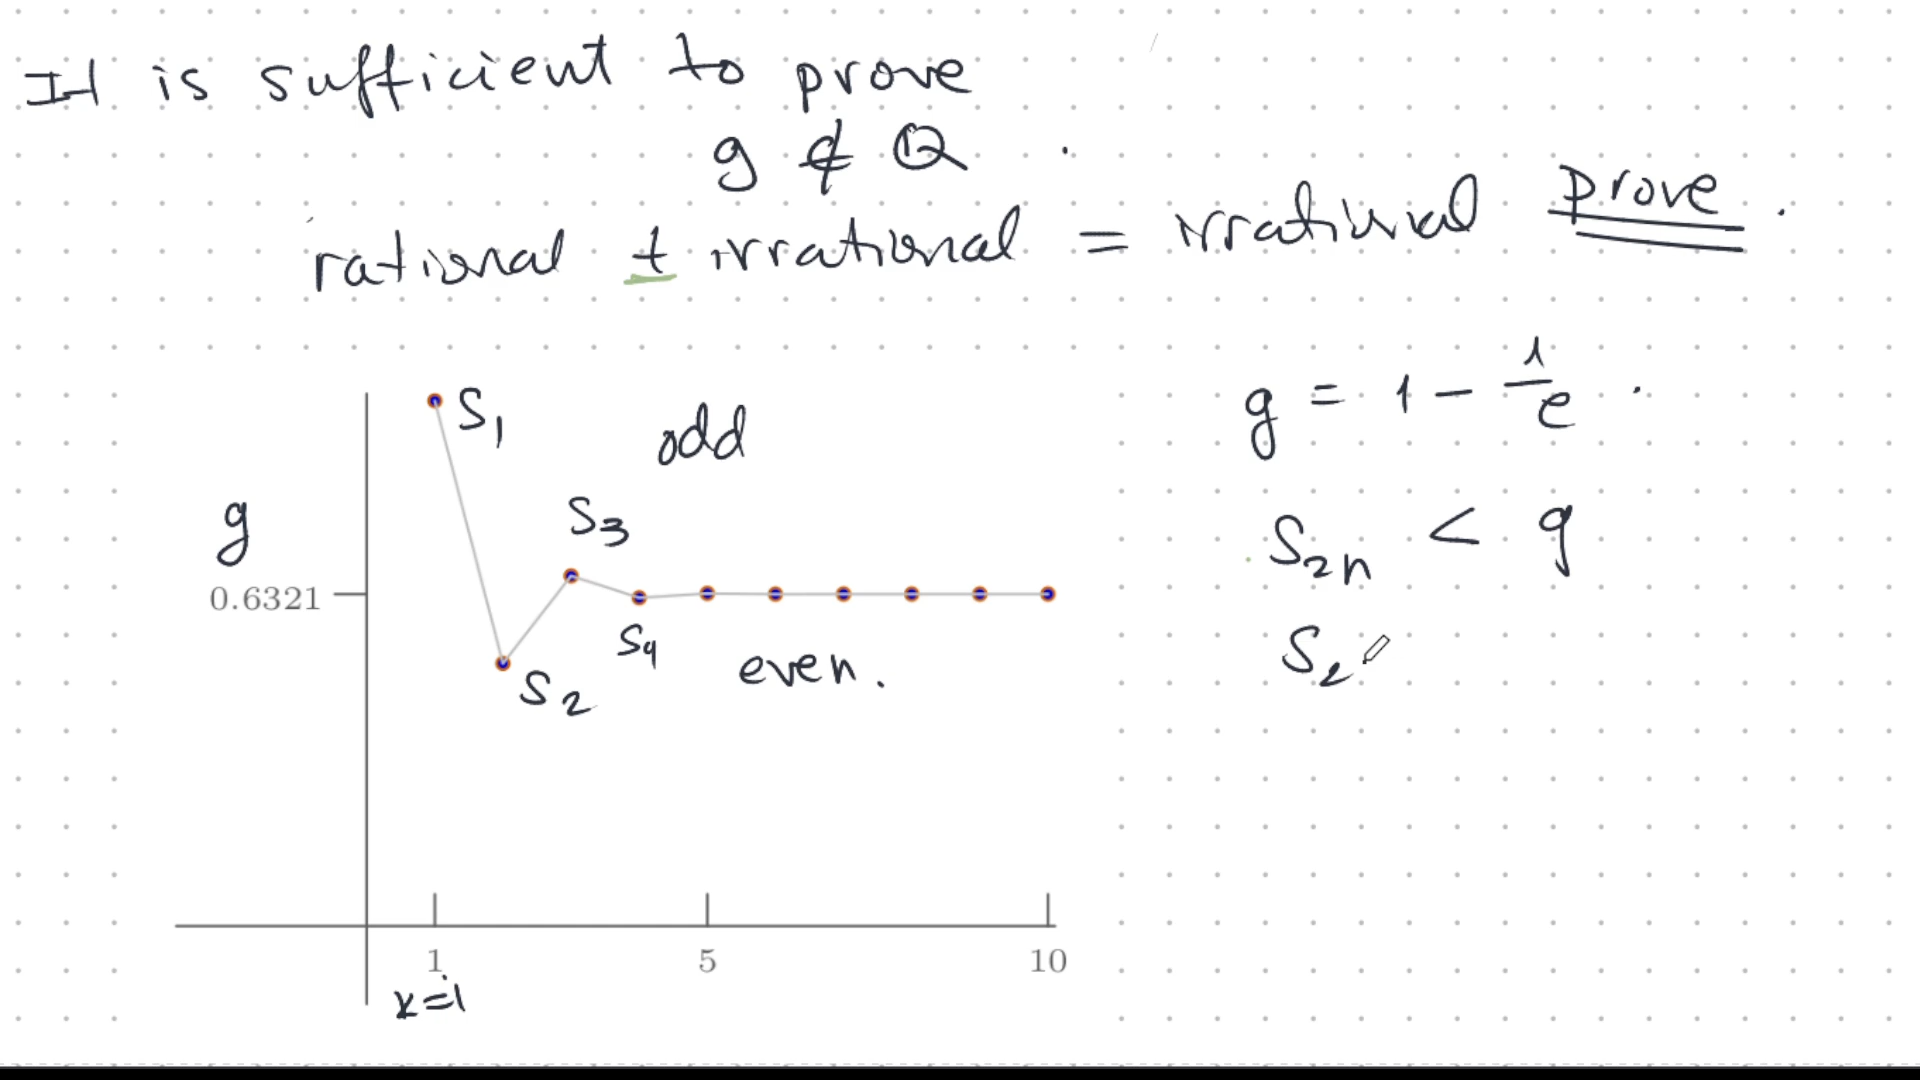 It is sufficient to prove
g ∉ Q .
rational ± irrational = irrational prove .
g = 1 - 1/e .
S1 odd
g S3
S2n < g
0.6321
S4 even.
S2
S2
1 5 10
k=1